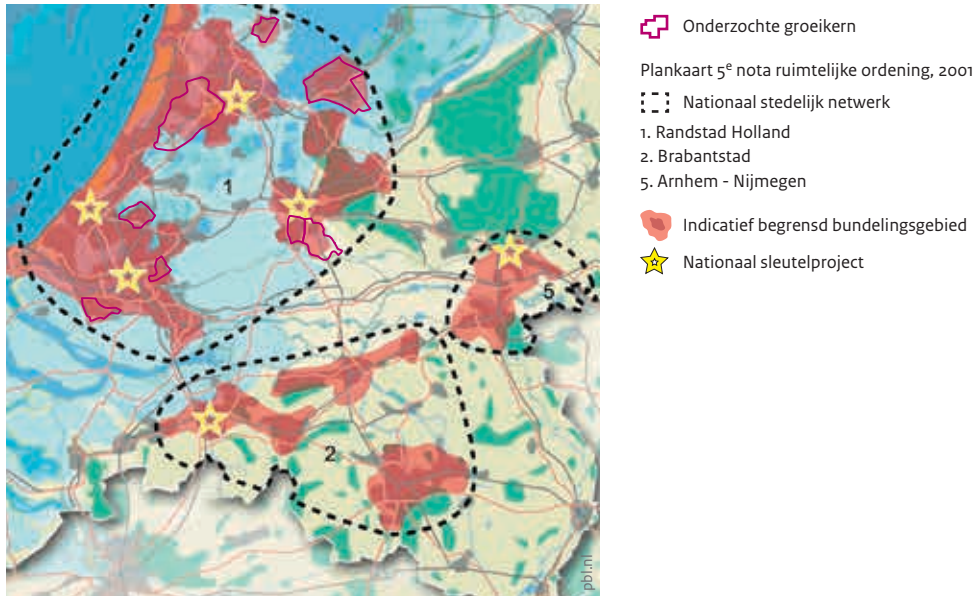 1
5
2
pbl.nl
Onderzochte groeikern
Plankaart 5e nota ruimtelijke ordening, 2001
Nationaal stedelijk netwerk
1. Randstad Holland
2. Brabantstad
5. Arnhem - Nijmegen
Indicatief begrensd bundelingsgebied
Nationaal sleutelproject